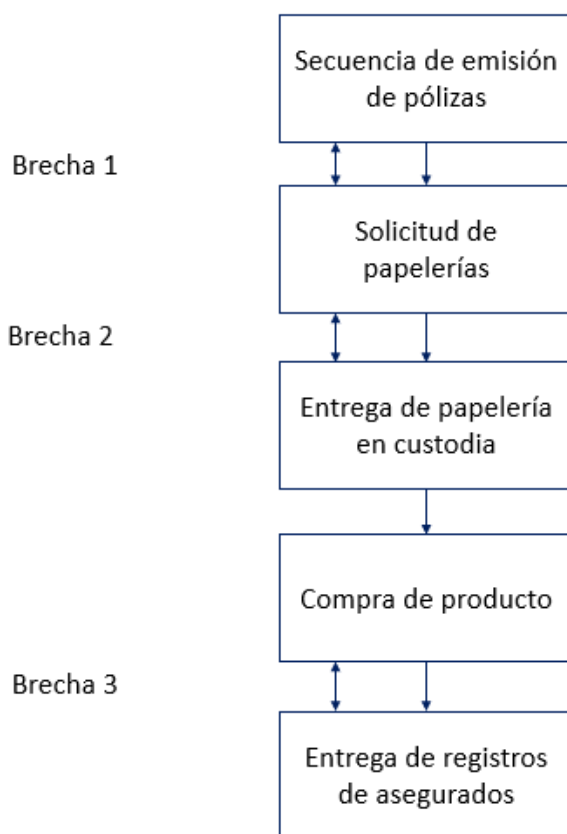 Secuencia de emisión
de pólizas
Brecha 1
Solicitud de
papelerías
Brecha 2
Entrega de papelería
en custodia
Compra de producto
Brecha 3
Entrega de registros
de asegurados